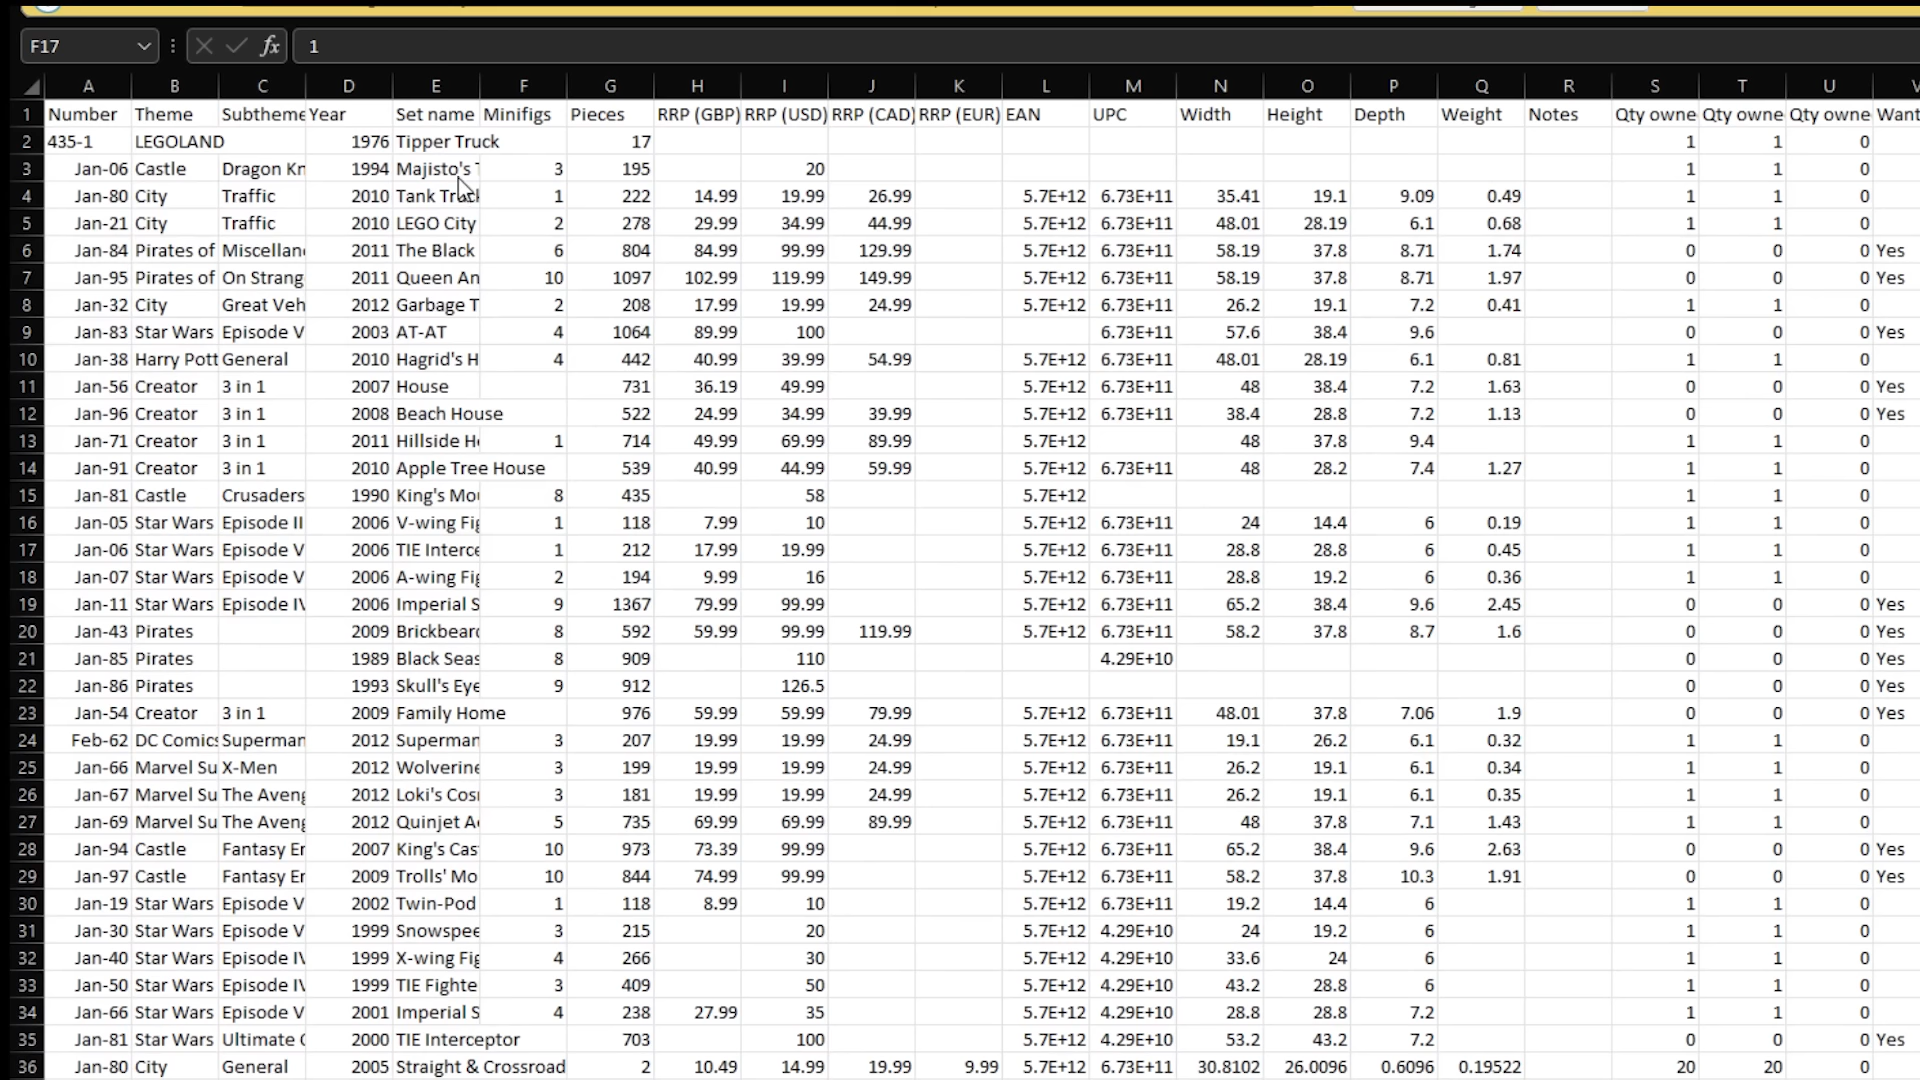 F17 fx 1
A B C D E F G H I J K L M N O P Q R S T U V
1 Number Theme Subtheme Year Set name Minifigs Pieces RRP (GBP) RRP (USD) RRP (CAD) RRP (EUR) EAN UPC Width Height Depth Weight Notes Qty owne Qty owne Qty owne Want
2 435-1 LEGOLAND 1976 Tipper Truck 17 1 1 0
3 Jan-06 Castle Dragon Kn 1994 Majisto's 3 195 20 1 1 0
4 Jan-80 City Traffic 2010 Tank Truck 1 222 14.99 19.99 26.99 5.7E+12 6.73E+11 35.41 19.1 9.09 0.49 1 1 0
5 Jan-21 City Traffic 2010 LEGO City 2 278 29.99 34.99 44.99 5.7E+12 6.73E+11 48.01 28.19 6.1 0.68 1 1 0
6 Jan-84 Pirates of Miscellan 2011 The Black 6 804 84.99 99.99 129.99 5.7E+12 6.73E+11 58.19 37.8 8.71 1.74 0 0 0 Yes
7 Jan-95 Pirates of On Strang 2011 Queen An 10 1097 102.99 119.99 149.99 5.7E+12 6.73E+11 58.19 37.8 8.71 1.97 0 0 0 Yes
8 Jan-32 City Great Veh 2012 Garbage T 2 208 17.99 19.99 24.99 5.7E+12 6.73E+11 26.2 19.1 7.2 0.41 1 1 0
9 Jan-83 Star Wars Episode V 2003 AT-AT 4 1064 89.99 100 6.73E+11 57.6 38.4 9.6 0 0 0 Yes
10 Jan-38 Harry Pott General 2010 Hagrid's H 4 442 40.99 39.99 54.99 5.7E+12 6.73E+11 48.01 28.19 6.1 0.81 1 1 0
11 Jan-56 Creator 3 in 1 2007 House 731 36.19 49.99 5.7E+12 6.73E+11 48 38.4 7.2 1.63 0 0 0 Yes
12 Jan-96 Creator 3 in 1 2008 Beach House 522 24.99 34.99 39.99 5.7E+12 6.73E+11 38.4 28.8 7.2 1.13 0 0 0 Yes
13 Jan-71 Creator 3 in 1 2011 Hillside Ho 1 714 49.99 69.99 89.99 5.7E+12 48 37.8 9.4 1 1 0
14 Jan-91 Creator 3 in 1 2010 Apple Tree House 539 40.99 44.99 59.99 5.7E+12 6.73E+11 48 28.2 7.4 1.27 1 1 0
15 Jan-81 Castle Crusaders 1990 King's Mou 8 435 58 5.7E+12 1 1 0
16 Jan-05 Star Wars Episode II 2006 V-wing Fig 1 118 7.99 10 5.7E+12 6.73E+11 24 14.4 6 0.19 1 1 0
17 Jan-06 Star Wars Episode V 2006 TIE Interce 1 212 17.99 19.99 5.7E+12 6.73E+11 28.8 28.8 6 0.45 1 1 0
18 Jan-07 Star Wars Episode V 2006 A-wing Fig 2 194 9.99 16 5.7E+12 6.73E+11 28.8 19.2 6 0.36 1 1 0
19 Jan-11 Star Wars Episode IV 2006 Imperial S 9 1367 79.99 99.99 5.7E+12 6.73E+11 65.2 38.4 9.6 2.45 0 0 0 Yes
20 Jan-43 Pirates 2009 Brickbeard 8 592 59.99 99.99 119.99 5.7E+12 6.73E+11 58.2 37.8 8.7 1.6 0 0 0 Yes
21 Jan-85 Pirates 1989 Black Seas 8 909 110 4.29E+10 0 0 0 Yes
22 Jan-86 Pirates 1993 Skull's Eye 9 912 126.5 0 0 0 Yes
23 Jan-54 Creator 3 in 1 2009 Family Home 976 59.99 59.99 79.99 5.7E+12 6.73E+11 48.01 37.8 7.06 1.9 0 0 0 Yes
24 Feb-62 DC Comics Superman 2012 Superman 3 207 19.99 19.99 24.99 5.7E+12 6.73E+11 19.1 26.2 6.1 0.32 1 1 0
25 Jan-66 Marvel Su X-Men 2012 Wolverine 3 199 19.99 19.99 24.99 5.7E+12 6.73E+11 26.2 19.1 6.1 0.34 1 1 0
26 Jan-67 Marvel Su The Aveng 2012 Loki's Cosi 3 181 19.99 19.99 24.99 5.7E+12 6.73E+11 26.2 19.1 6.1 0.35 1 1 0
27 Jan-69 Marvel Su The Aveng 2012 Quinjet A 5 735 69.99 69.99 89.99 5.7E+12 6.73E+11 48 37.8 7.1 1.43 1 1 0
28 Jan-94 Castle Fantasy Er 2007 King's Cas 10 973 73.39 99.99 5.7E+12 6.73E+11 65.2 38.4 9.6 2.63 0 0 0 Yes
29 Jan-97 Castle Fantasy Er 2009 Trolls' Mo 10 844 74.99 99.99 5.7E+12 6.73E+11 58.2 37.8 10.3 1.91 0 0 0 Yes
30 Jan-19 Star Wars Episode V 2002 Twin-Pod 1 118 8.99 10 5.7E+12 6.73E+11 19.2 14.4 6 1 1 0
31 Jan-30 Star Wars Episode V 1999 Snowspee 3 215 20 5.7E+12 4.29E+10 24 19.2 6 1 1 0
32 Jan-40 Star Wars Episode IV 1999 X-wing Fig 4 266 30 5.7E+12 4.29E+10 33.6 24 6 1 1 0
33 Jan-50 Star Wars Episode IV 1999 TIE Fighte 3 409 50 5.7E+12 4.29E+10 43.2 28.8 6 1 1 0
34 Jan-66 Star Wars Episode V 2001 Imperial S 4 238 27.99 35 5.7E+12 4.29E+10 28.8 28.8 7.2 1 1 0
35 Jan-81 Star Wars Ultimate C 2000 TIE Interceptor 703 100 5.7E+12 4.29E+10 53.2 43.2 7.2 0 0 0 Yes
36 Jan-80 City General 2005 Straight & Crossroad 2 10.49 14.99 19.99 9.99 5.7E+12 6.73E+11 30.8102 26.0096 0.6096 0.19522 20 20 0